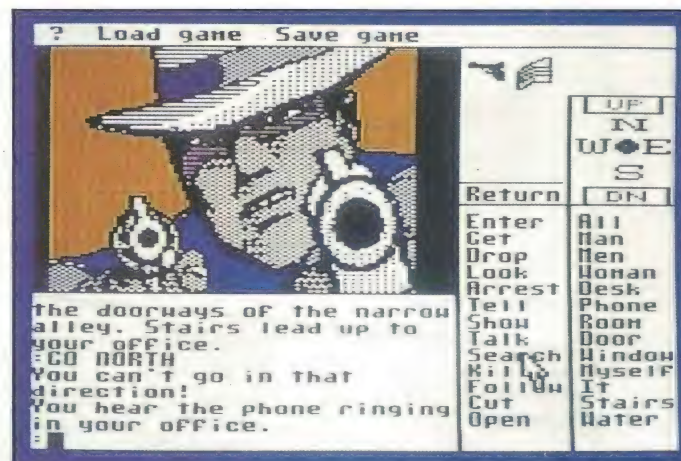 ? Load game Save game
UP
N
W E
S
DN
Return
Enter
Get
Drop
Look
Arrest
Tell
Show
Talk
Search
Kill
Follow
Cut
Open
All
Man
Men
Woman
Desk
Phone
Room
Door
Window
Myself
It
Stairs
Water
the doorways of the narrow
alley. Stairs lead up to
your office.
:GO NORTH
You can't go in that
direction!
You hear the phone ringing
in your office.
: